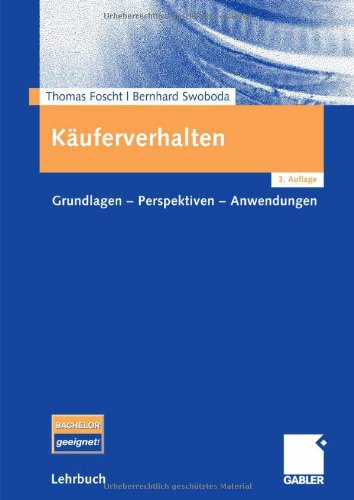 Urheberrechtlich geschütztes Material
Thomas Foscht | Bernhard Swoboda
Käuferverhalten
3. Auflage
Grundlagen – Perspektiven – Anwendungen
BACHELOR
geeignet!
Lehrbuch
GABLER
Urheberrechtlich geschütztes Material